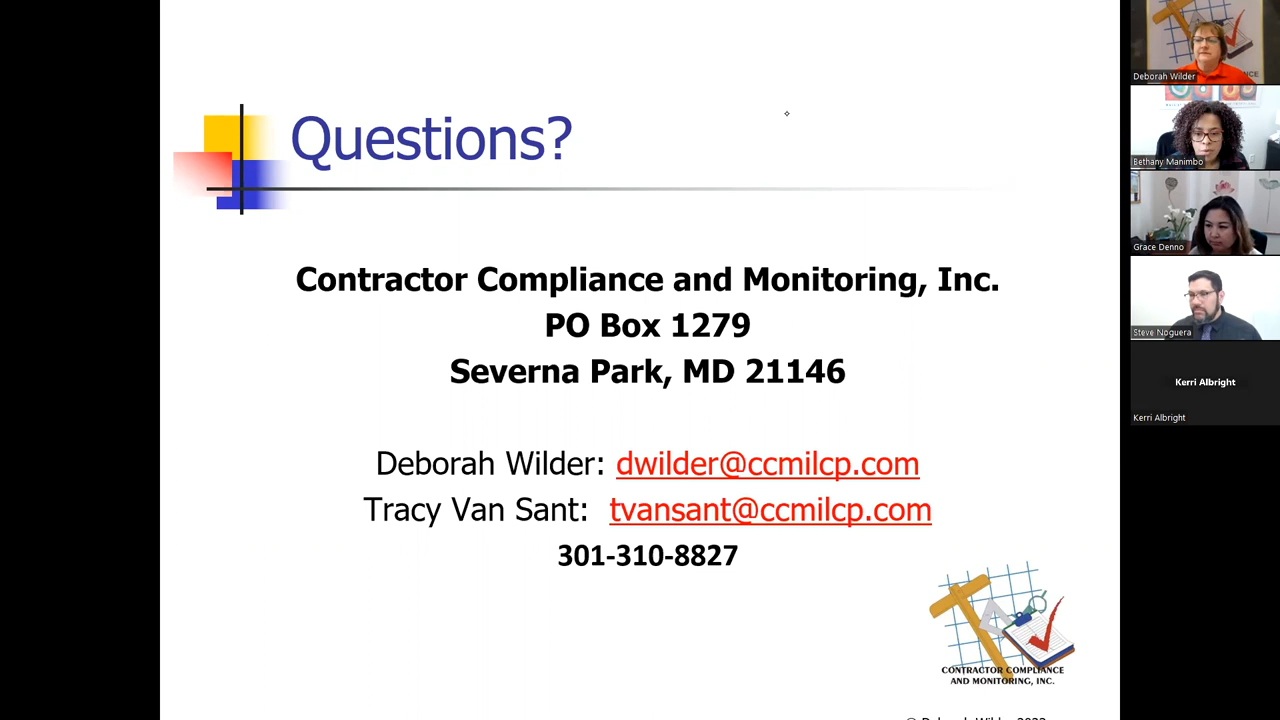 Questions?
Contractor Compliance and Monitoring, Inc.
PO Box 1279
Severna Park, MD 21146
Deborah Wilder: dwilder@ccmilcp.com
Tracy Van Sant: tvansant@ccmilcp.com
301-310-8827
CONTRACTOR COMPLIANCE
AND MONITORING, INC.
Deborah Wilder
Bethany Manimbo
Grace Denno
Steve Noguera
Kerri Albright
Kerri Albright